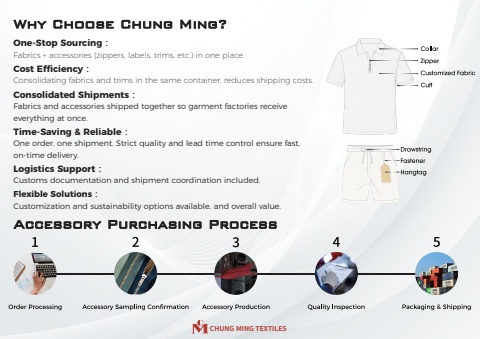 Why Choose Chung Ming?
One-Stop Sourcing :
Fabrics + accessories (zippers, labels, trims, etc.) in one place.
Cost Efficiency :
Consolidating fabrics and trims in the same container, reduces shipping costs.
Consolidated Shipments :
Fabrics and accessories shipped together so garment factories receive
everything at once.
Time-Saving & Reliable :
One order, one shipment. Strict quality and lead time control ensure fast,
on-time delivery.
Logistics Support :
Customs documentation and shipment coordination included.
Flexible Solutions :
Customization and sustainability options available, and overall value.
Collar
Zipper
Customized Fabric
Cuff
Drawstring
Fastener
Hangtag
Accessory Purchasing Process
1
2
3
4
5
Order Processing
Accessory Sampling Confirmation
Accessory Production
Quality Inspection
Packaging & Shipping
CHUNG MING TEXTILES